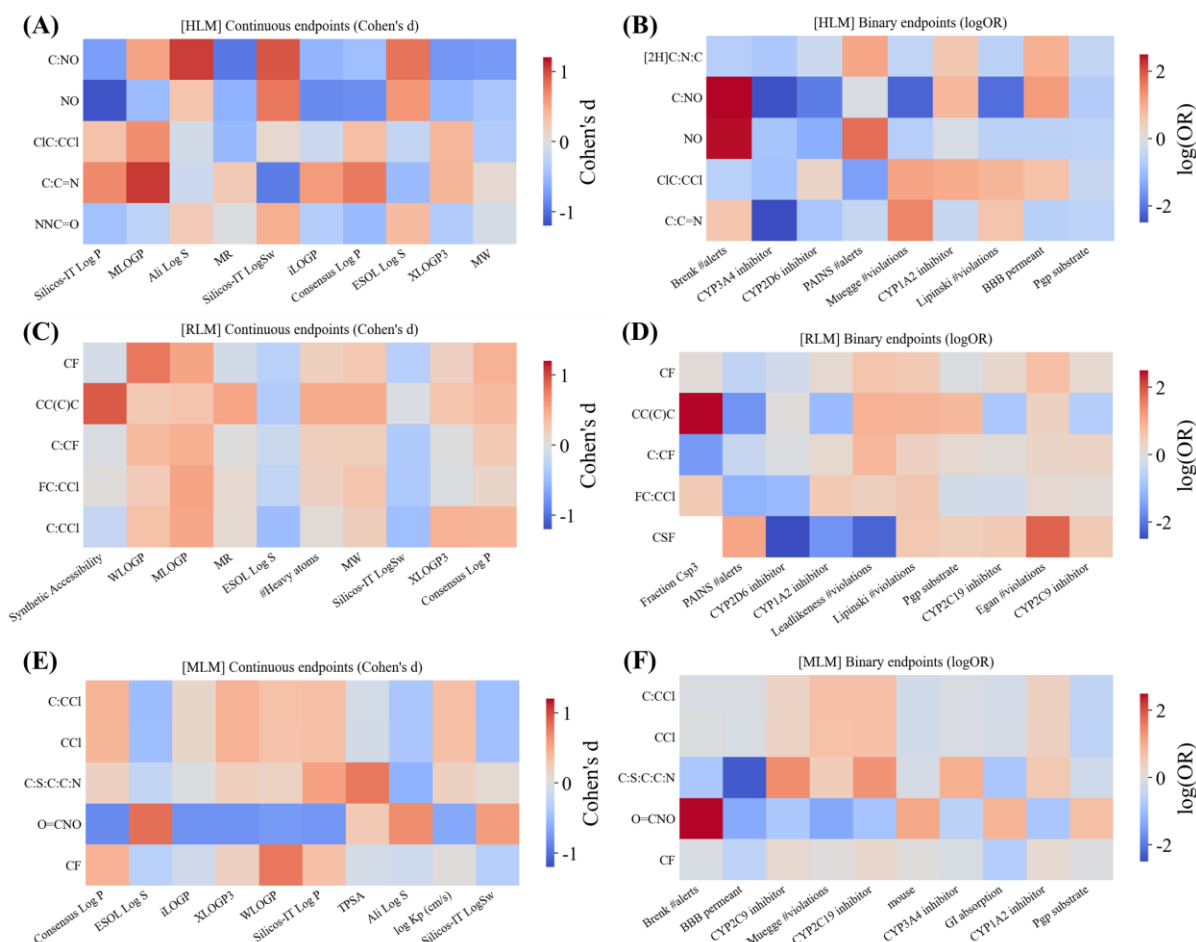 (A)
[HLM] Continuous endpoints (Cohen's d)
C:NO
NO
ClC:CCl
C:C=N
NNC=O
Silicos-IT Log P
MLOGP
Ali Log S
MR
Silicos-IT LogSw
iLOGP
Consensus Log P
ESOL Log S
XLOGP3
MW
1
0
-1
Cohen's d
(B)
[HLM] Binary endpoints (logOR)
[2H]C:N:C
C:NO
NO
ClC:CCl
C:C=N
Brenk #alerts
CYP3A4 inhibitor
CYP2D6 inhibitor
PAINS #alerts
Muegge #violations
CYP1A2 inhibitor
Lipinski #violations
BBB permeant
Pgp substrate
2
0
-2
log(OR)
(C)
[RLM] Continuous endpoints (Cohen's d)
CF
CC(C)C
C:CF
FC:CCl
C:CCl
Synthetic Accessibility
WLOGP
MLOGP
MR
ESOL Log S
#Heavy atoms
MW
Silicos-IT LogSw
XLOGP3
Consensus Log P
1
0
-1
Cohen's d
(D)
[RLM] Binary endpoints (logOR)
CF
CC(C)C
C:CF
FC:CCl
CSF
Fraction Csp3
PAINS #alerts
CYP2D6 inhibitor
CYP1A2 inhibitor
Leadlikeness #violations
Lipinski #violations
Pgp substrate
CYP2C19 inhibitor
Egan #violations
CYP2C9 inhibitor
2
0
-2
log(OR)
(E)
[MLM] Continuous endpoints (Cohen's d)
C:CCl
CCl
C:S:C:C:N
O=CNO
CF
Consensus Log P
ESOL Log S
iLOGP
XLOGP3
WLOGP
Silicos-IT Log P
TPSA
Ali Log S
log Kp (cm/s)
Silicos-IT LogSw
1
0
-1
Cohen's d
(F)
[MLM] Binary endpoints (logOR)
C:CCl
CCl
C:S:C:C:N
O=CNO
CF
Brenk #alerts
BBB permeant
CYP2C9 inhibitor
Muegge #violations
CYP2C19 inhibitor
mouse
CYP3A4 inhibitor
GI absorption
CYP1A2 inhibitor
Pgp substrate
2
0
-2
log(OR)